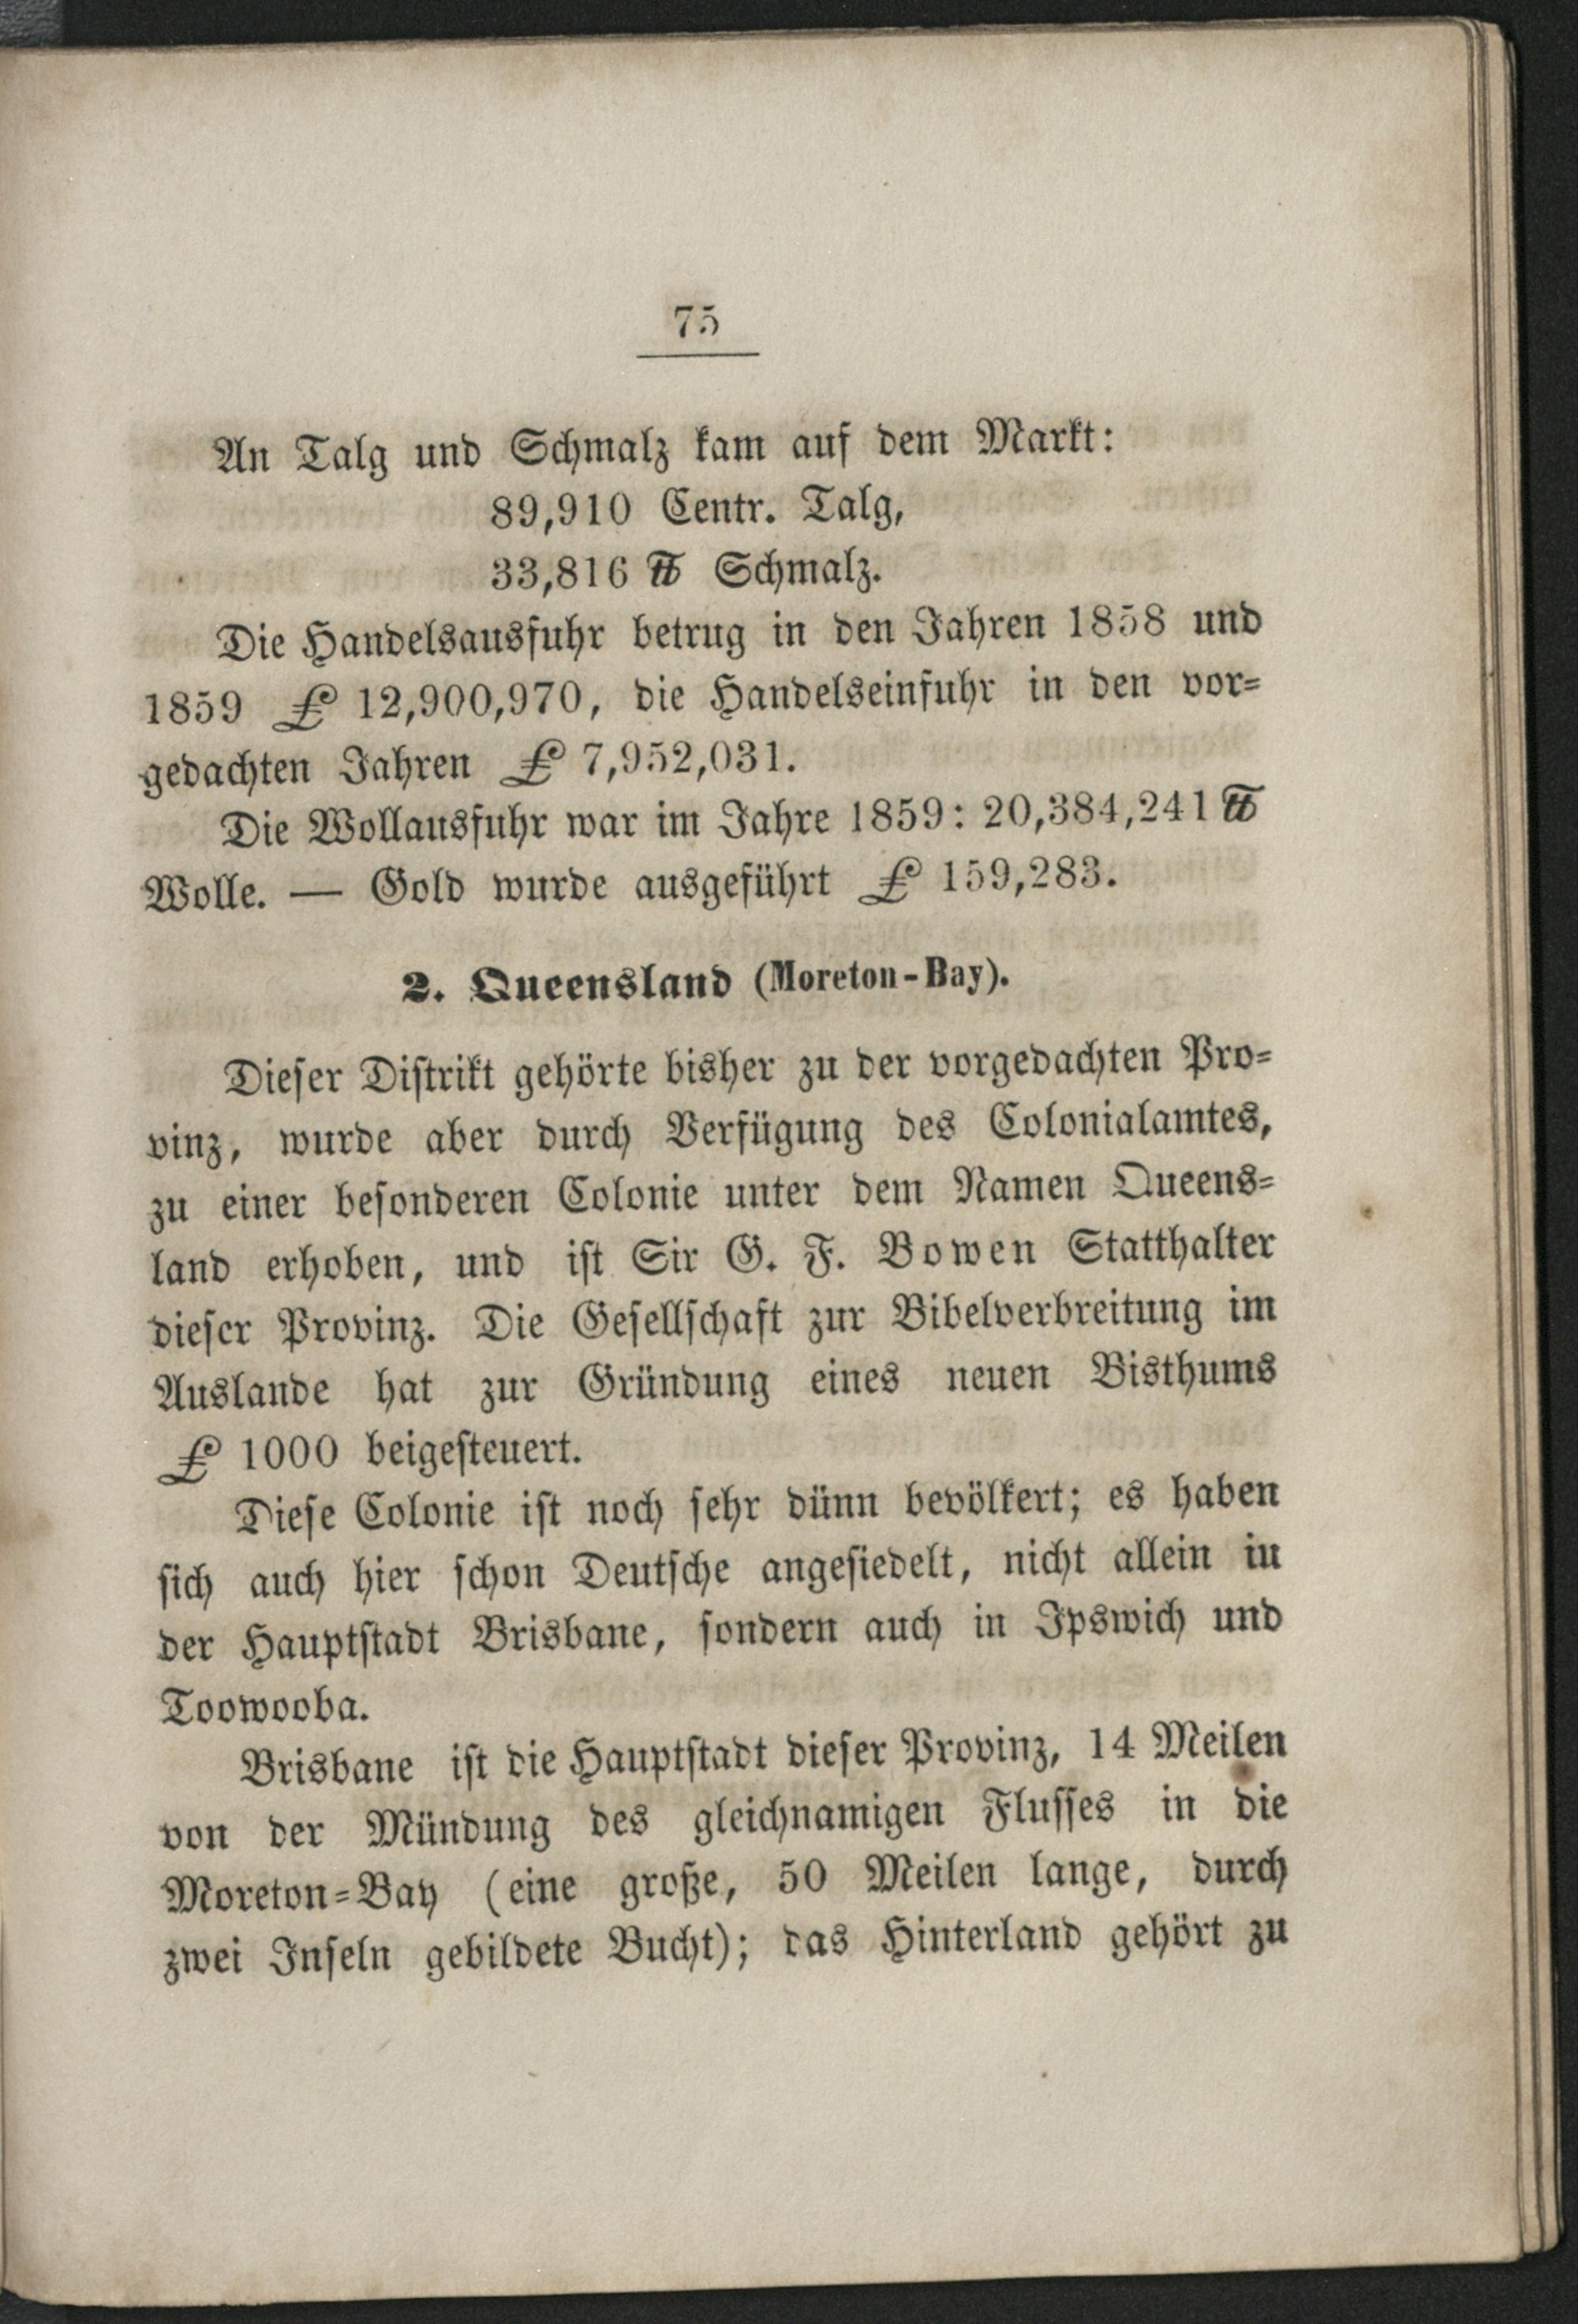 75
An Talg und Schmalz kam auf dem Markt:
89,910 Centr. Talg,
33,816 ℔ Schmalz.
Die Handelsausfuhr betrug in den Jahren 1858 und
1859 £ 12,900,970, die Handelseinfuhr in den vor=
gedachten Jahren £ 7,952,031.
Die Wollausfuhr war im Jahre 1859: 20,384,241 ℔
Wolle. — Gold wurde ausgeführt £ 159,283.
2. Queensland (Moreton-Bay).
Dieser Distrikt gehörte bisher zu der vorgedachten Pro=
vinz, wurde aber durch Verfügung des Colonialamtes,
zu einer besonderen Colonie unter dem Namen Queens=
land erhoben, und ist Sir G. F. Bowen Statthalter
dieser Provinz. Die Gesellschaft zur Bibelverbreitung im
Auslande hat zur Gründung eines neuen Bisthums
£ 1000 beigesteuert.
Diese Colonie ist noch sehr dünn bevölkert; es haben
sich auch hier schon Deutsche angesiedelt, nicht allein in
der Hauptstadt Brisbane, sondern auch in Ipswich und
Toowooba.
Brisbane ist die Hauptstadt dieser Provinz, 14 Meilen
von der Mündung des gleichnamigen Flusses in die
Moreton=Bay (eine große, 50 Meilen lange, durch
zwei Inseln gebildete Bucht); das Hinterland gehört zu